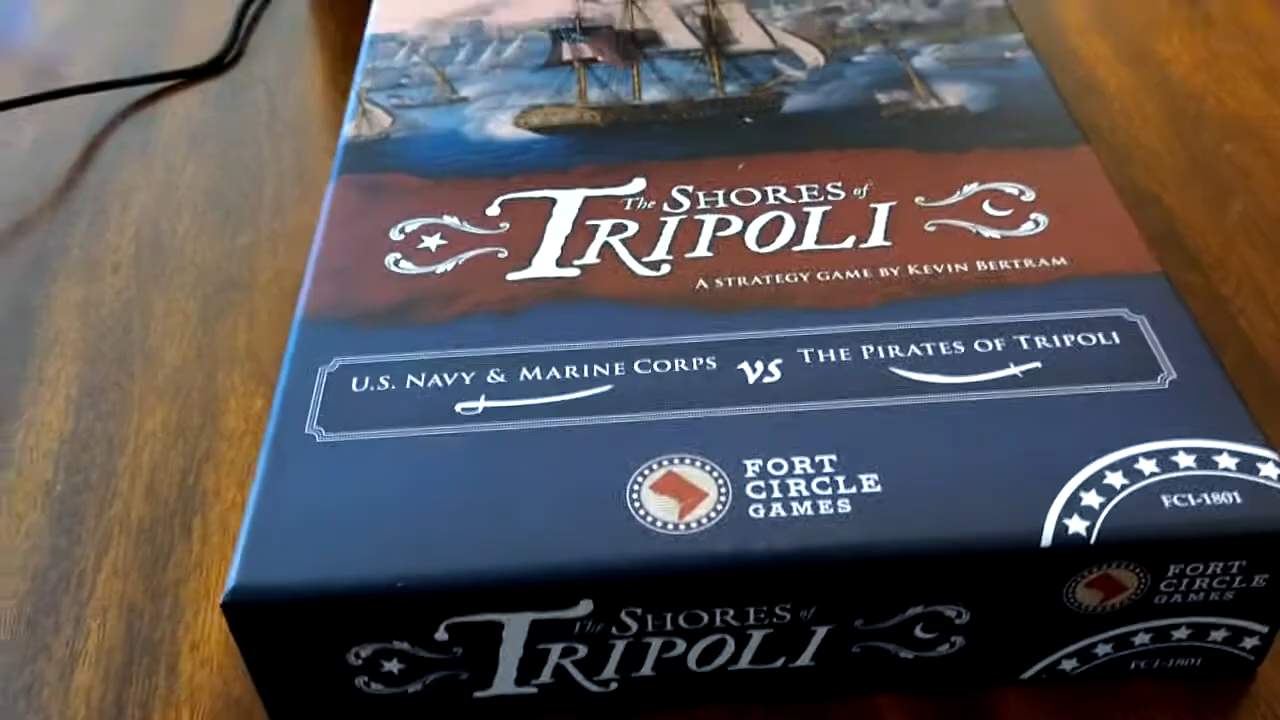 The SHORES of
TRIPOLI
A STRATEGY GAME BY KEVIN BERTRAM
U.S. NAVY & MARINE CORPS VS THE PIRATES OF TRIPOLI
FORT
CIRCLE
GAMES
FCI-1801
The SHORES of
TRIPOLI
FORT
CIRCLE
GAMES
FCI-1801